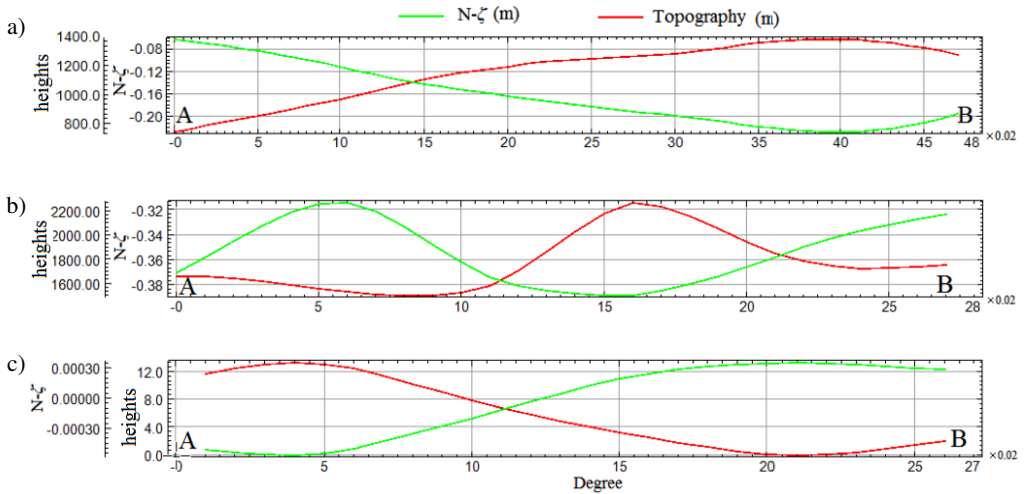 N-ζ (m) Topography (m)
a)
heights
1400.0
1200.0
1000.0
800.0
N-ζ
-0.08
-0.12
-0.16
-0.20
A B
-0 5 10 15 20 25 30 35 40 45 48 ×0.02
b)
heights
2200.00
2000.00
1800.00
1600.00
N-ζ
-0.32
-0.34
-0.36
-0.38
A B
-0 5 10 15 20 25 28 ×0.02
c)
N-ζ
0.00030
0.00000
-0.00030
heights
12.0
8.0
4.0
0.0
A B
-0 5 10 15 20 25 27 ×0.02
Degree